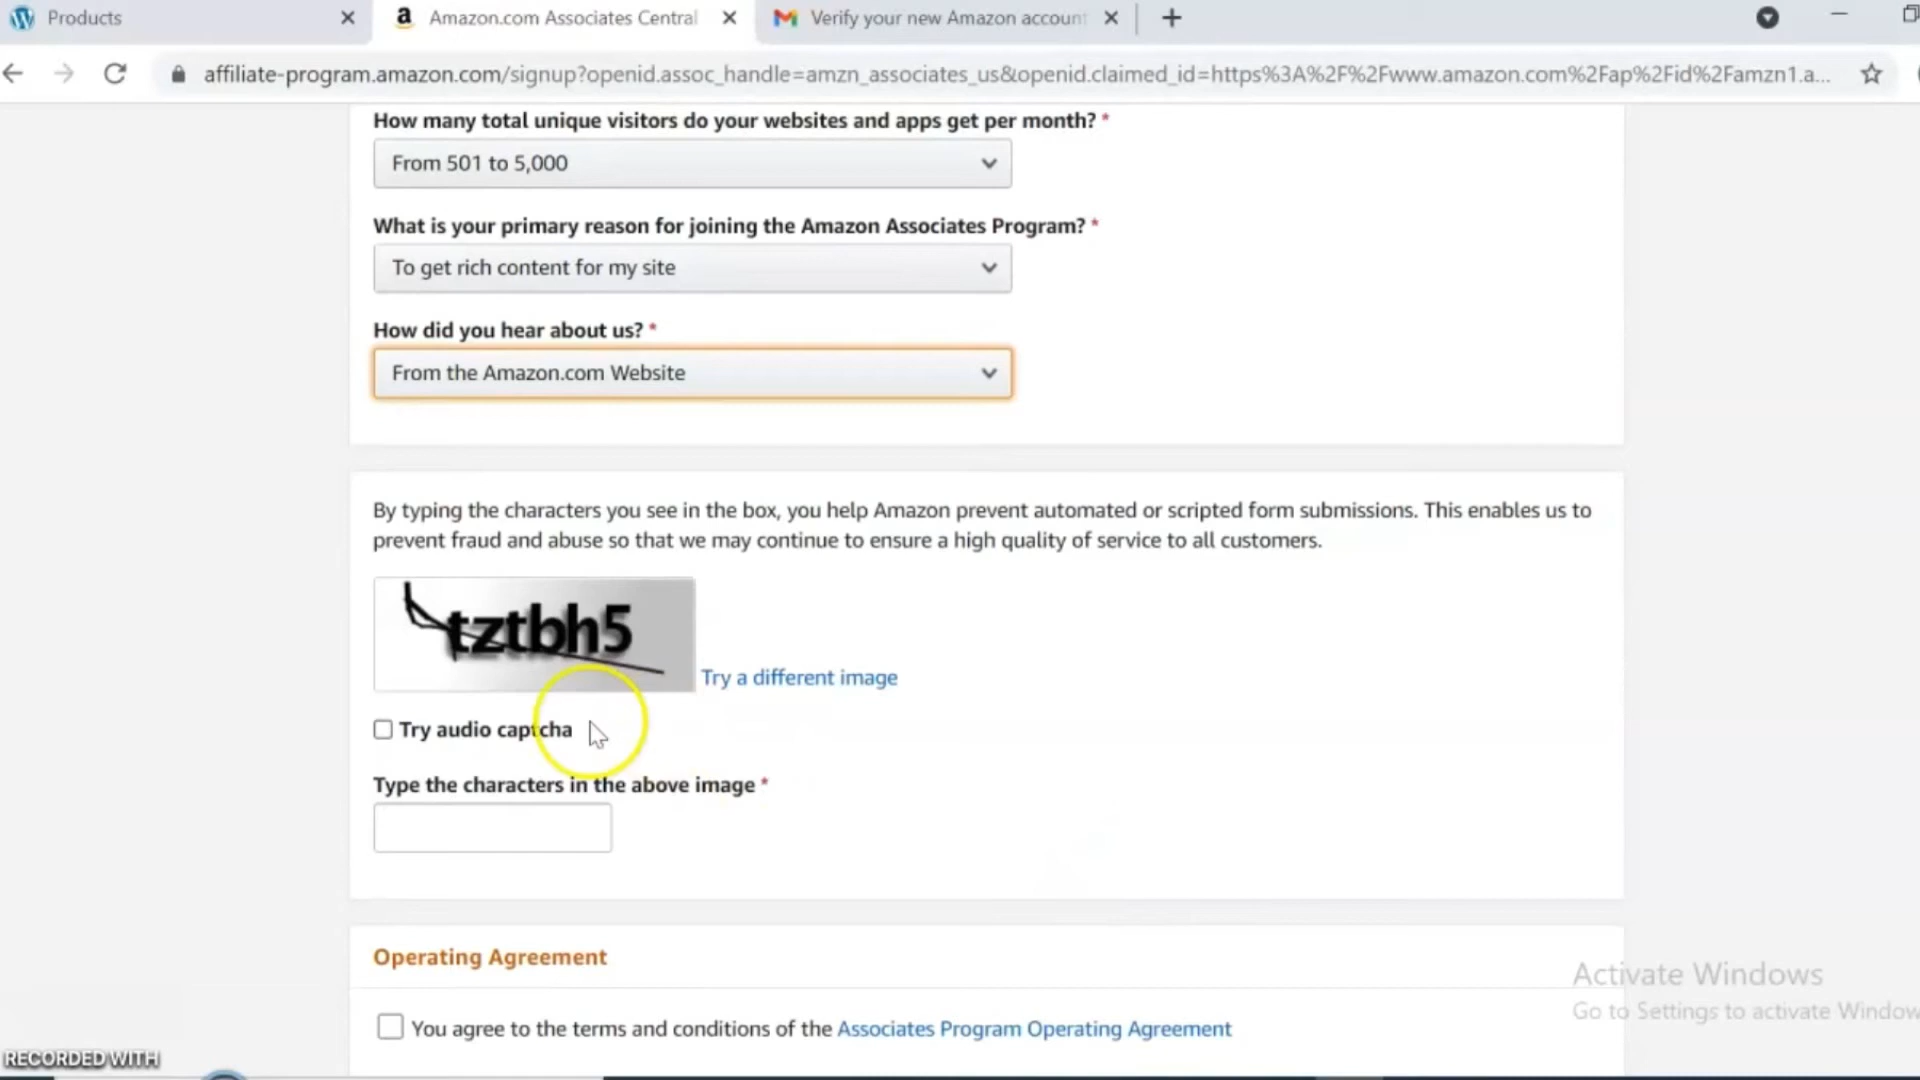 Products
Amazon.com Associates Central
Verify your new Amazon account
affiliate-program.amazon.com/signup?openid.assoc_handle=amzn_associates_us&openid.claimed_id=https%3A%2F%2Fwww.amazon.com%2Fap%2Fid%2Famzn1.a...
How many total unique visitors do your websites and apps get per month? *
From 501 to 5,000
What is your primary reason for joining the Amazon Associates Program? *
To get rich content for my site
How did you hear about us? *
From the Amazon.com Website
By typing the characters you see in the box, you help Amazon prevent automated or scripted form submissions. This enables us to
prevent fraud and abuse so that we may continue to ensure a high quality of service to all customers.
tztbh5
Try a different image
Try audio captcha
Type the characters in the above image *
Operating Agreement
You agree to the terms and conditions of the Associates Program Operating Agreement
Activate Windows
Go to Settings to activate Window
RECORDED WITH